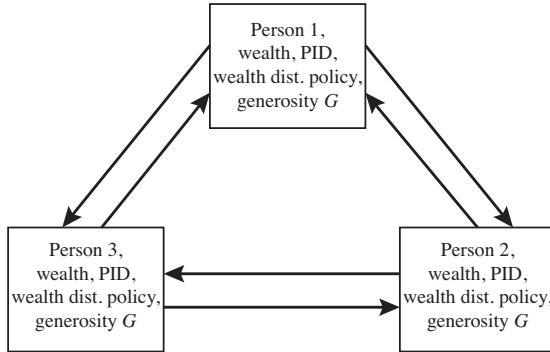 Person 1,
wealth, PID,
wealth dist. policy,
generosity G
Person 3,
wealth, PID,
wealth dist. policy,
generosity G
Person 2,
wealth, PID,
wealth dist. policy,
generosity G